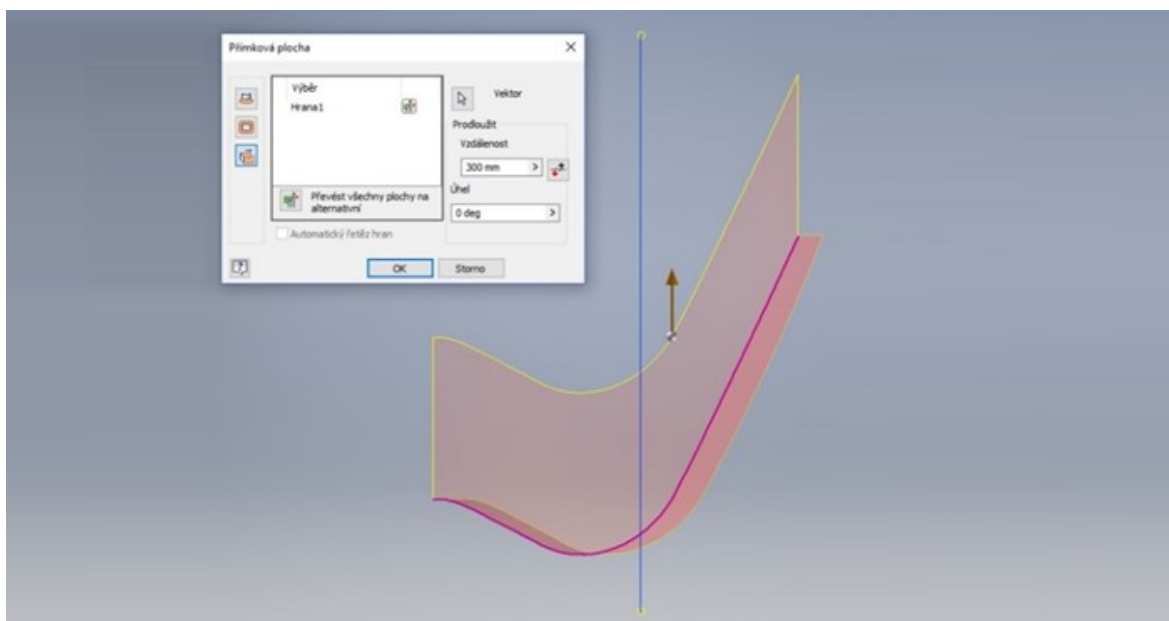 Přímková plocha
Výběr
Hrana1
Převést všechny plochy na
alternativní
Automatický řetěz hran
Vektor
Prodloužit
Vzdálenost
300 mm
Úhel
0 deg
OK
Storno